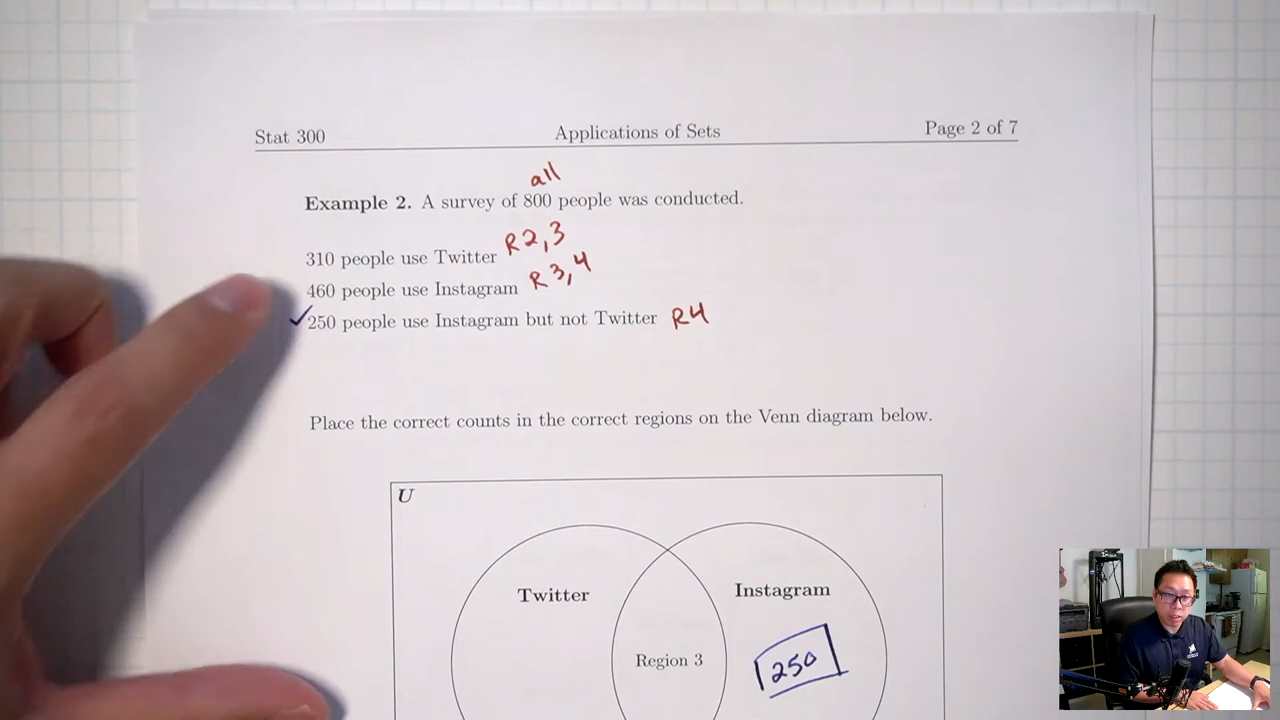 Stat 300 Applications of Sets Page 2 of 7
all
Example 2. A survey of 800 people was conducted.
310 people use Twitter R2,3
460 people use Instagram R3,4
✓250 people use Instagram but not Twitter R4
Place the correct counts in the correct regions on the Venn diagram below.
U
Twitter Instagram
Region 3 250